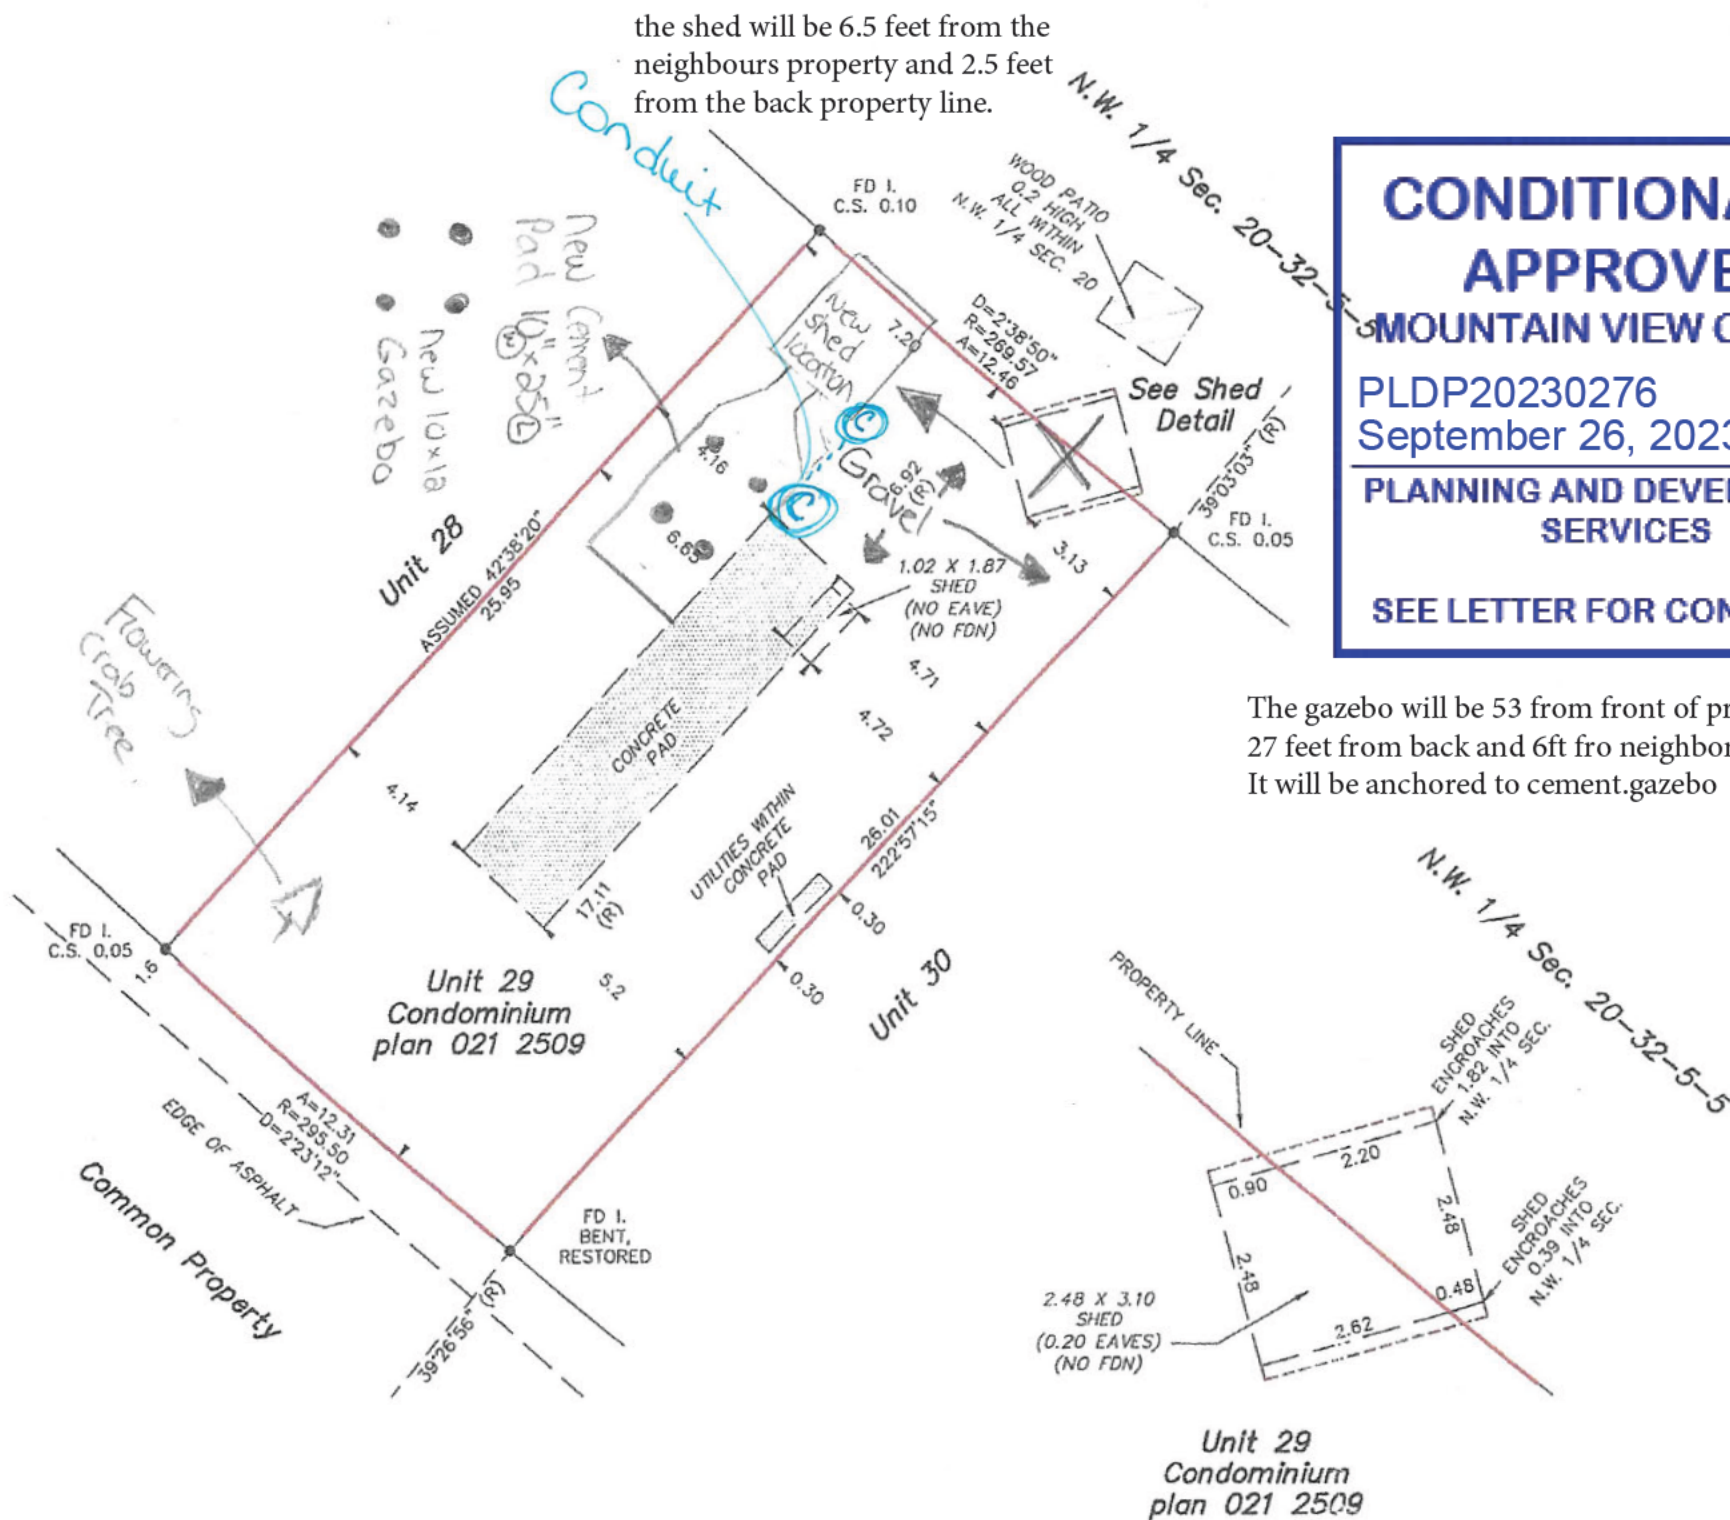 the shed will be 6.5 feet from the
neighbours property and 2.5 feet
from the back property line.
Conduit
N.W. 1/4 Sec. 20-32-5-5
FD I.
C.S. 0.10
WOOD PATIO
0.2 HIGH
ALL WITHIN
N.W. 1/4 SEC. 20
CONDITIONA
APPROVE
MOUNTAIN VIEW C
PLDP20230276
September 26, 2023
PLANNING AND DEVE
SERVICES
SEE LETTER FOR CON
New Cement
Pad 10" x 25"
W L
New 10x12
Gazebo
New
shed
location
7.20
D=2°38'50"
R=269.57
A=12.46
See Shed
Detail
39°03'03" (R)
FD I.
C.S. 0.05
C
C
Gravel
6.92
(R)
4.16
6.65
3.13
1.02 X 1.87
SHED
(NO EAVE)
(NO FDN)
Unit 28
ASSUMED 42°38'20"
25.95
4.71
4.72
Flowering
Crab
Tree
The gazebo will be 53 from front of pr
27 feet from back and 6ft fro neighbor
It will be anchored to cement.gazebo
CONCRETE
PAD
4.14
UTILITIES WITHIN
CONCRETE
PAD
26.01
222°57'15"
17.11
(R)
0.30
0.30
FD I.
C.S. 0.05
1.6
5.2
Unit 29
Condominium
plan 021 2509
Unit 30
A=12.31
R=295.50
D=2°23'12"
EDGE OF ASPHALT
Common Property
FD I.
BENT,
RESTORED
39°26'56" (R)
N.W. 1/4 Sec. 20-32-5-5
PROPERTY LINE
SHED
ENCROACHES
1.82 INTO
N.W. 1/4 SEC.
2.20
0.90
2.48
2.48
SHED
ENCROACHES
0.39 INTO
N.W. 1/4 SEC.
0.48
2.62
2.48 X 3.10
SHED
(0.20 EAVES)
(NO FDN)
Unit 29
Condominium
plan 021 2509